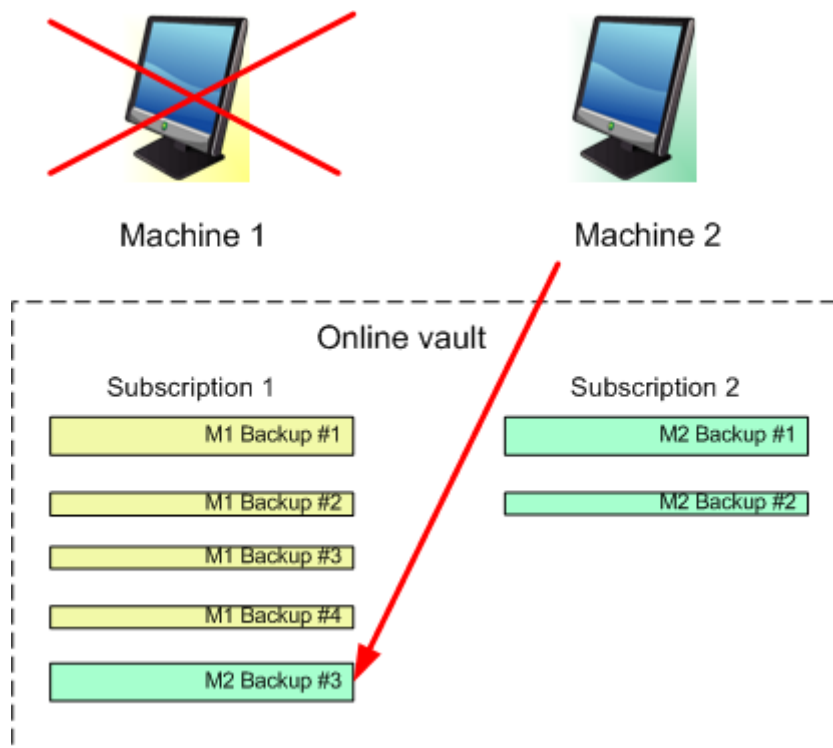 Machine 1
Machine 2
Online vault
Subscription 1
Subscription 2
M1 Backup #1
M2 Backup #1
M1 Backup #2
M2 Backup #2
M1 Backup #3
M1 Backup #4
M2 Backup #3